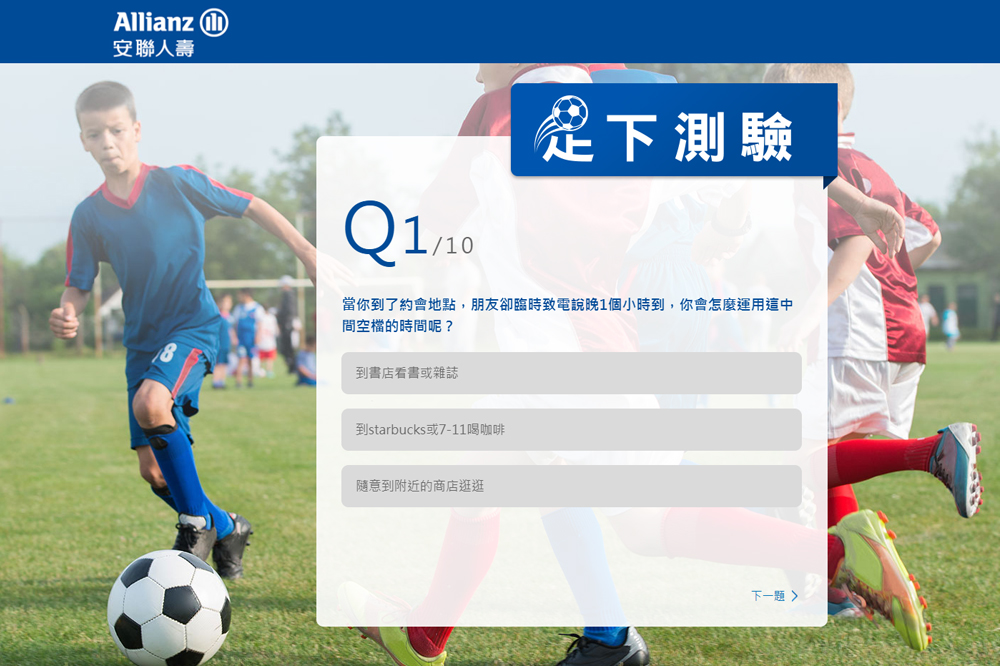 Allianz
安聯人壽
足下測驗
Q1/10
當你到了約會地點，朋友卻臨時致電說晚1個小時到，你會怎麼運用這中
間空檔的時間呢？
到書店看書或雜誌
到starbucks或7-11喝咖啡
隨意到附近的商店逛逛
下一題
18